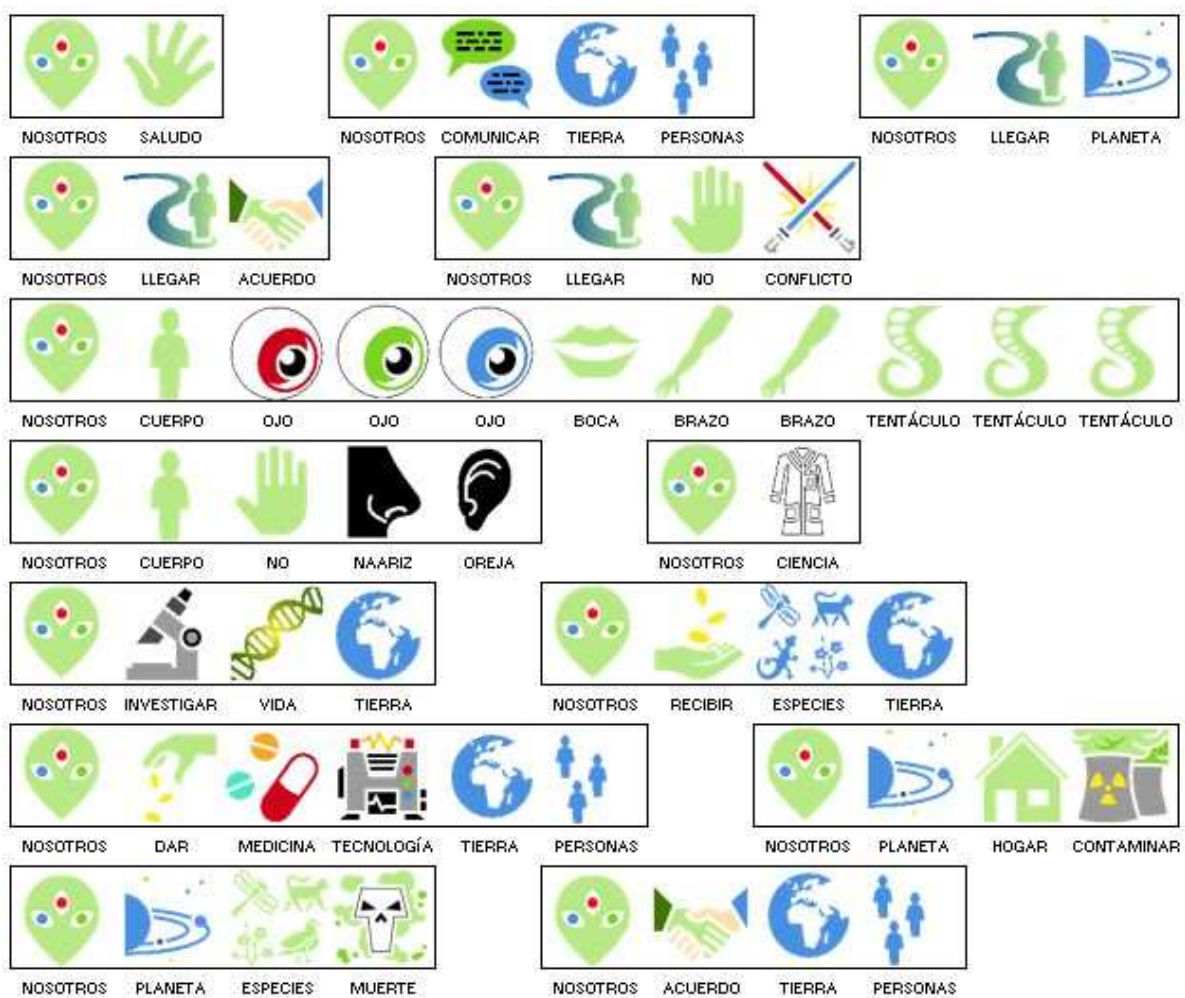 NOSOTROS SALUDO NOSOTROS COMUNICAR TIERRA PERSONAS NOSOTROS LLEGAR PLANETA
NOSOTROS LLEGAR ACUERDO NOSOTROS LLEGAR NO CONFLICTO
NOSOTROS CUERPO OJO OJO OJO BOCA BRAZO BRAZO TENTÁCULO TENTÁCULO TENTÁCULO
NOSOTROS CUERPO NO NAARIZ OREJA NOSOTROS CIENCIA
NOSOTROS INVESTIGAR VIDA TIERRA NOSOTROS RECIBIR ESPECIES TIERRA
NOSOTROS DAR MEDICINA TECNOLOGÍA TIERRA PERSONAS NOSOTROS PLANETA HOGAR CONTAMINAR
NOSOTROS PLANETA ESPECIES MUERTE NOSOTROS ACUERDO TIERRA PERSONAS